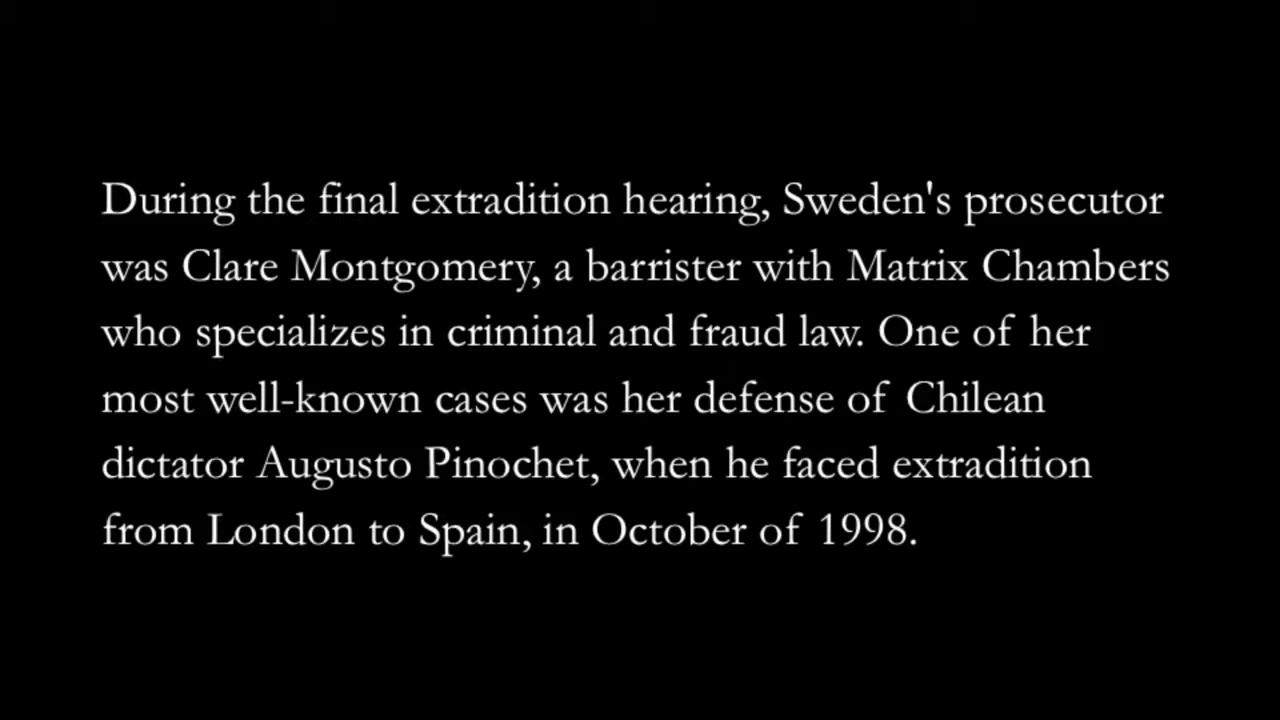 During the final extradition hearing, Sweden's prosecutor
was Clare Montgomery, a barrister with Matrix Chambers
who specializes in criminal and fraud law. One of her
most well-known cases was her defense of Chilean
dictator Augusto Pinochet, when he faced extradition
from London to Spain, in October of 1998.